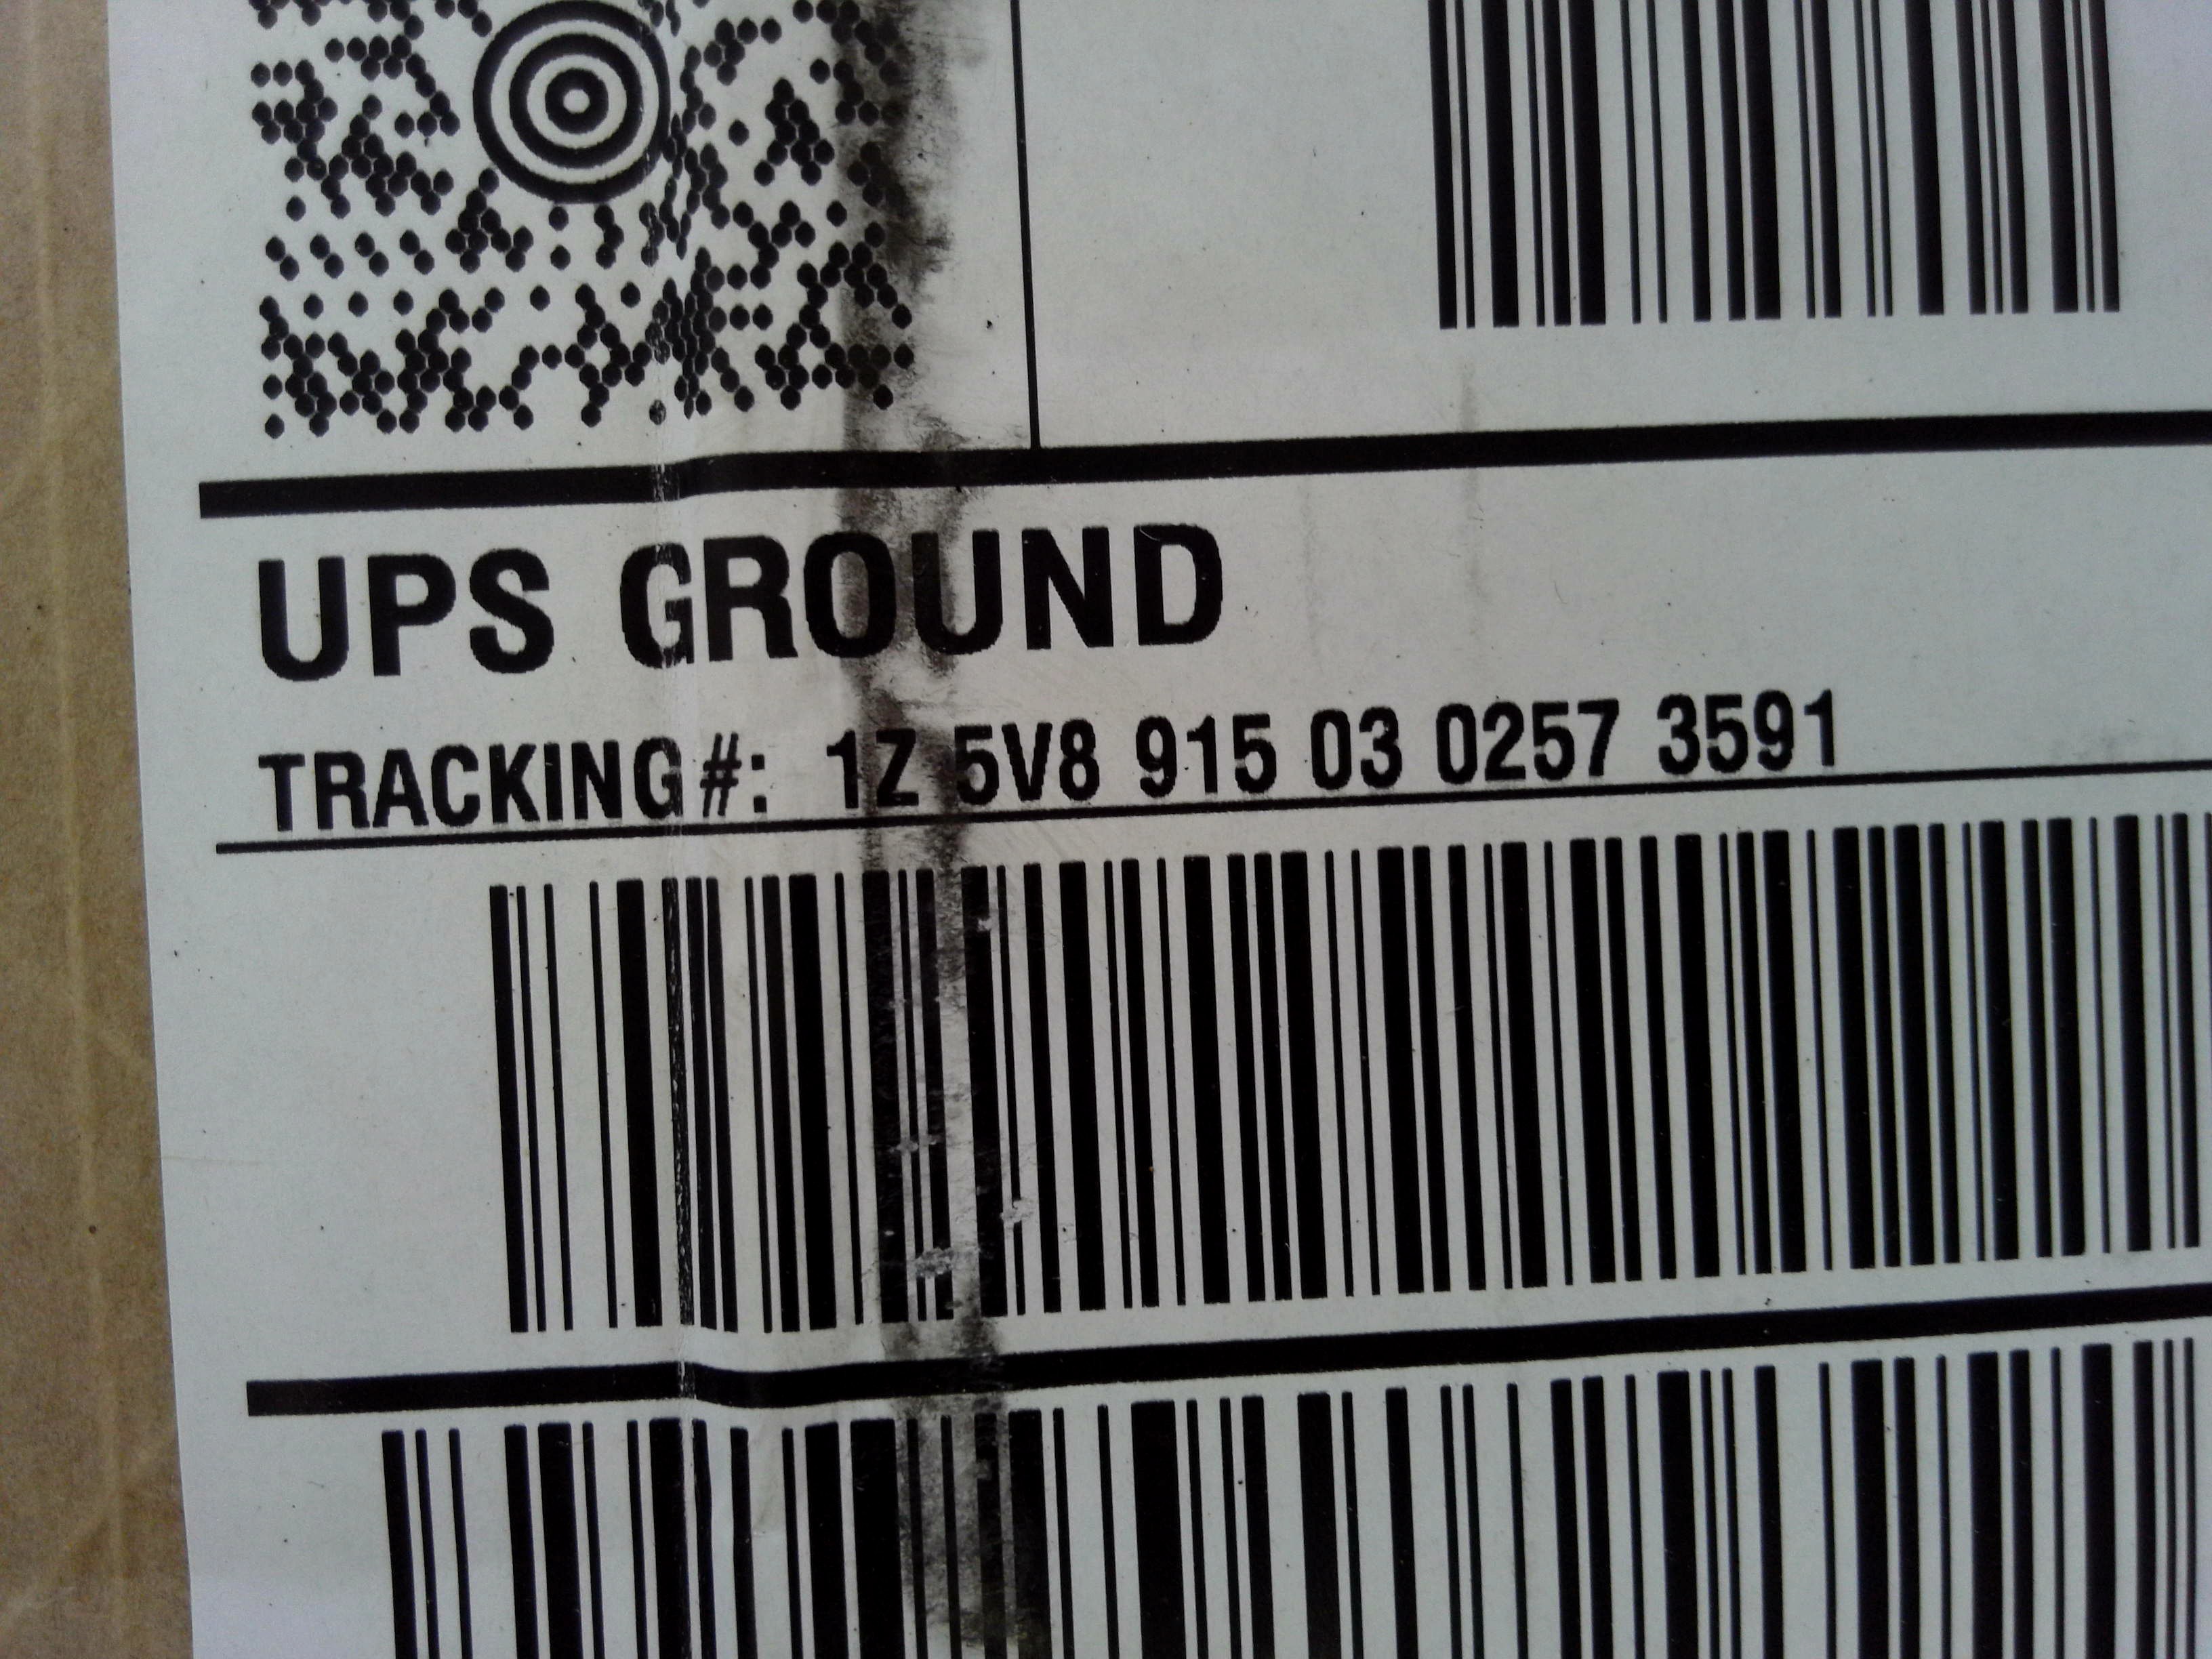 UPS GROUND
TRACKING #: 1Z 5V8 915 03 0257 3591